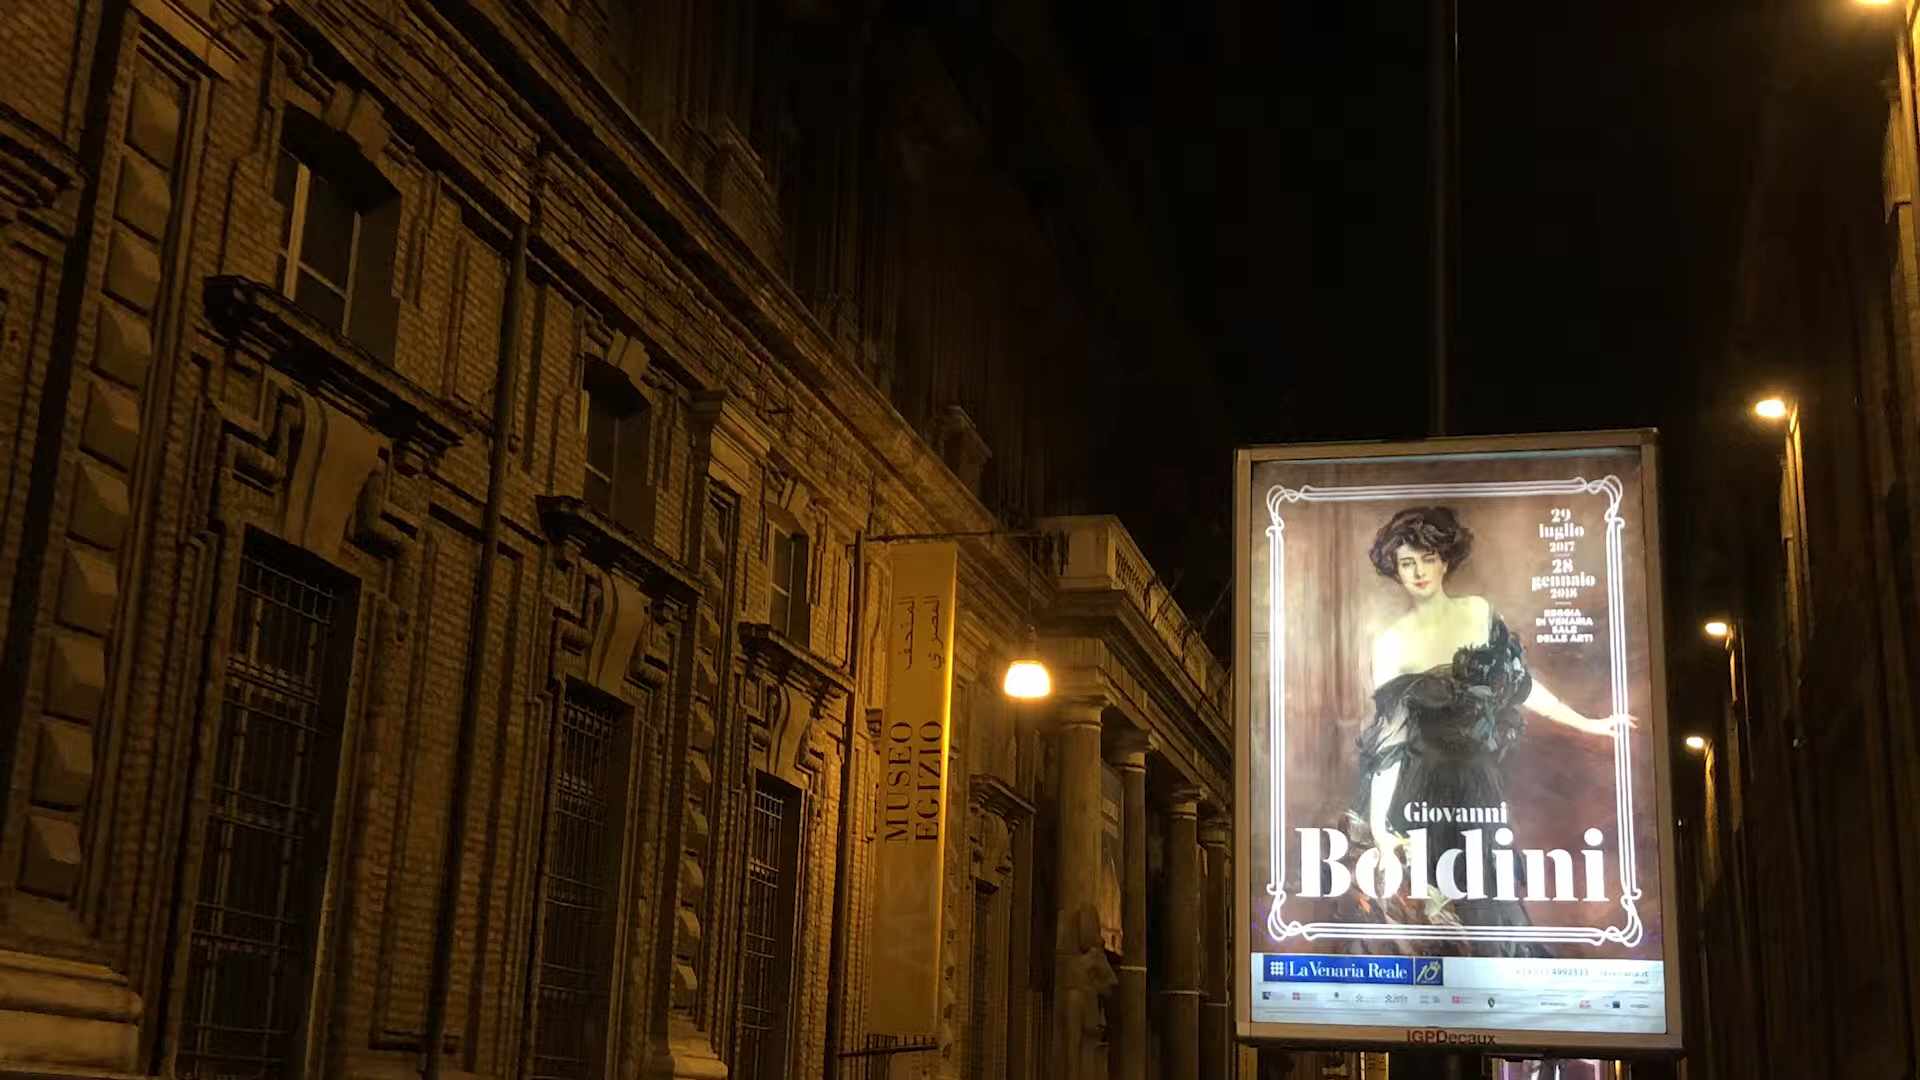 المتحف
المصري
MUSEO
EGIZIO
29
luglio
2017
28
gennaio
2018
REGGIA
DI VENARIA
SALE
DELLE ARTI
Giovanni
Boldini
La Venaria Reale
IGPDecaux